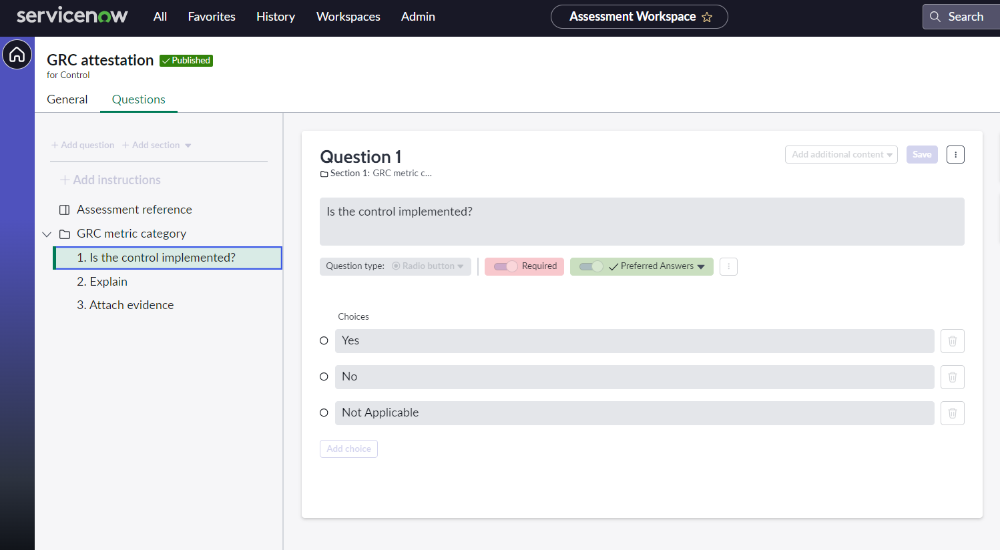 servicenow All Favorites History Workspaces Admin Assessment Workspace Search
GRC attestation Published
for Control
General Questions
+ Add question + Add section
+ Add instructions
Assessment reference
GRC metric category
1. Is the control implemented?
2. Explain
3. Attach evidence
Question 1
Add additional content Save
Section 1: GRC metric c...
Is the control implemented?
Question type: Radio button Required Preferred Answers
Choices
Yes
No
Not Applicable
Add choice